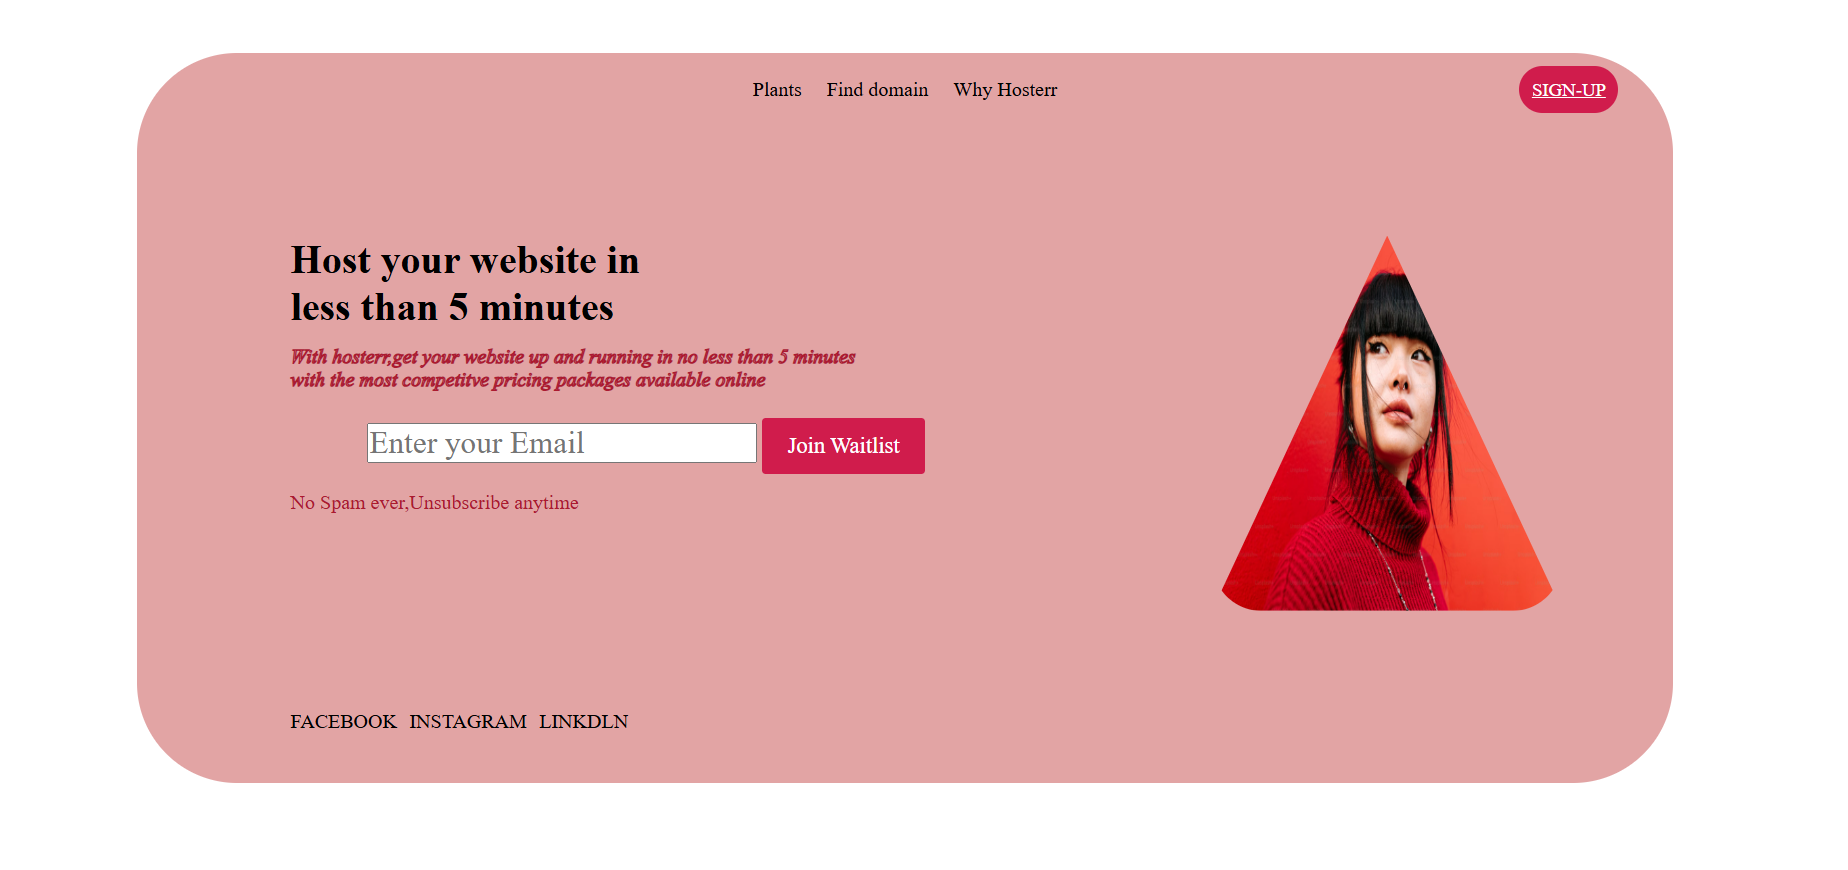 Plants Find domain Why Hosterr SIGN-UP
Host your website in
less than 5 minutes
With hosterr,get your website up and running in no less than 5 minutes
with the most competitve pricing packages available online
Enter your Email Join Waitlist
No Spam ever,Unsubscribe anytime
FACEBOOK INSTAGRAM LINKDLN